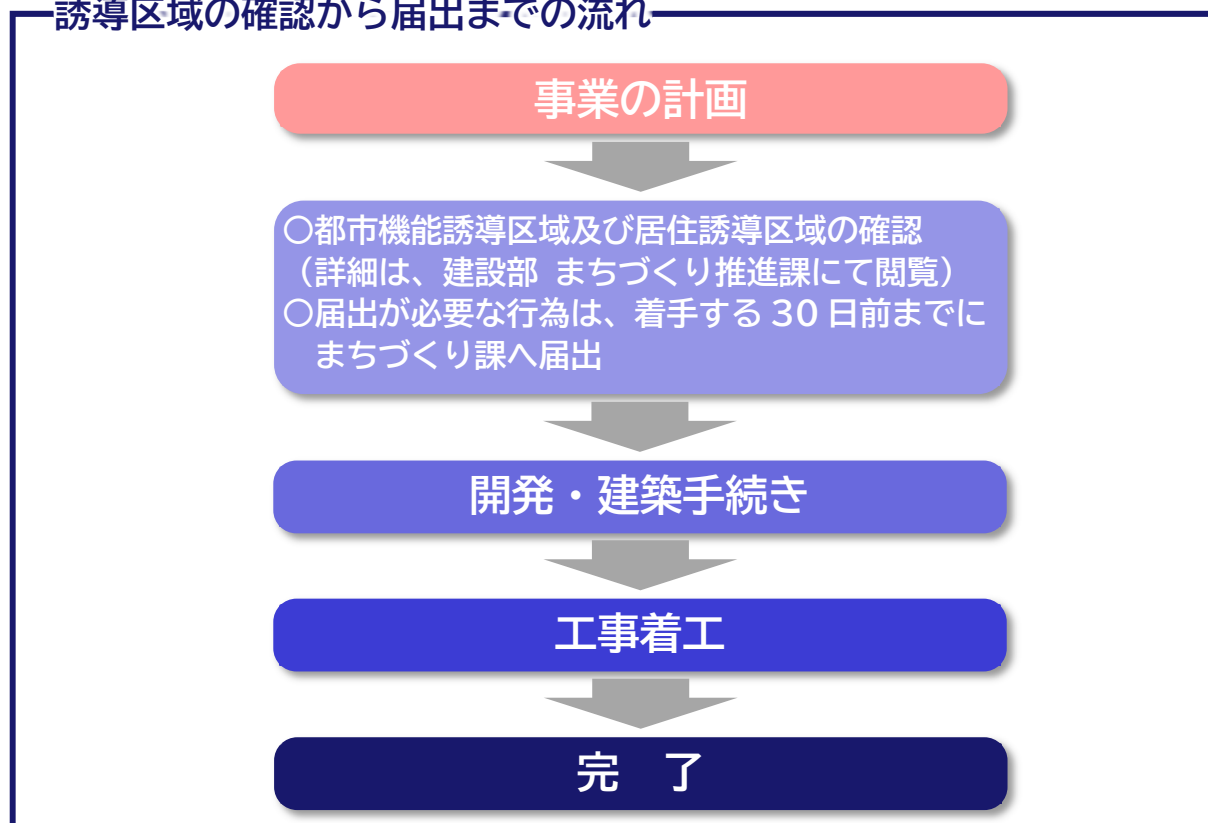 誘導区域の確認から届出までの流れ
事業の計画
○都市機能誘導区域及び居住誘導区域の確認
（詳細は、建設部 まちづくり推進課にて閲覧）
○届出が必要な行為は、着手する 30 日前までに
まちづくり課へ届出
開発・建築手続き
工事着工
完　了